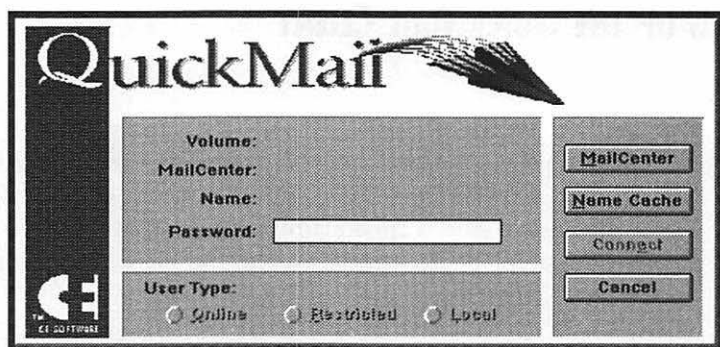 QuickMail
Volume:
MailCenter:
Name:
Password:
MailCenter
Name Cache
Connect
Cancel
User Type:
Online Restricted Local
CE SOFTWARE